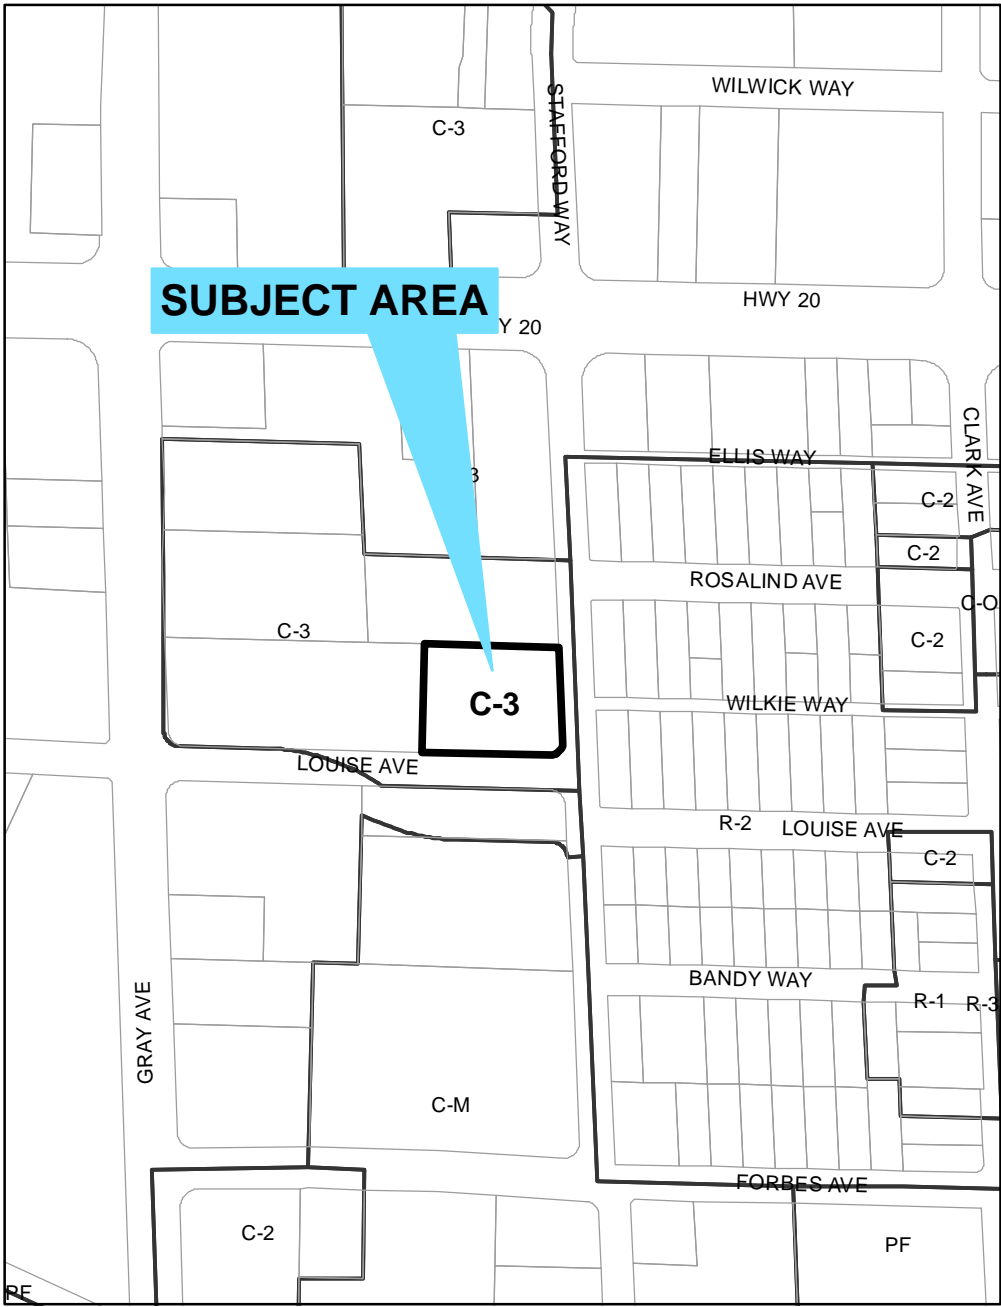 WILWICK WAY
C-3
STAFFORD WAY
SUBJECT AREA
HWY 20
Y 20
CLARK AVE
ELLIS WAY
3
C-2
C-2
ROSALIND AVE
C-O
C-3
C-2
C-3
WILKIE WAY
LOUISE AVE
R-2
LOUISE AVE
C-2
BANDY WAY
R-1
R-3
GRAY AVE
C-M
FORBES AVE
C-2
PF
PF